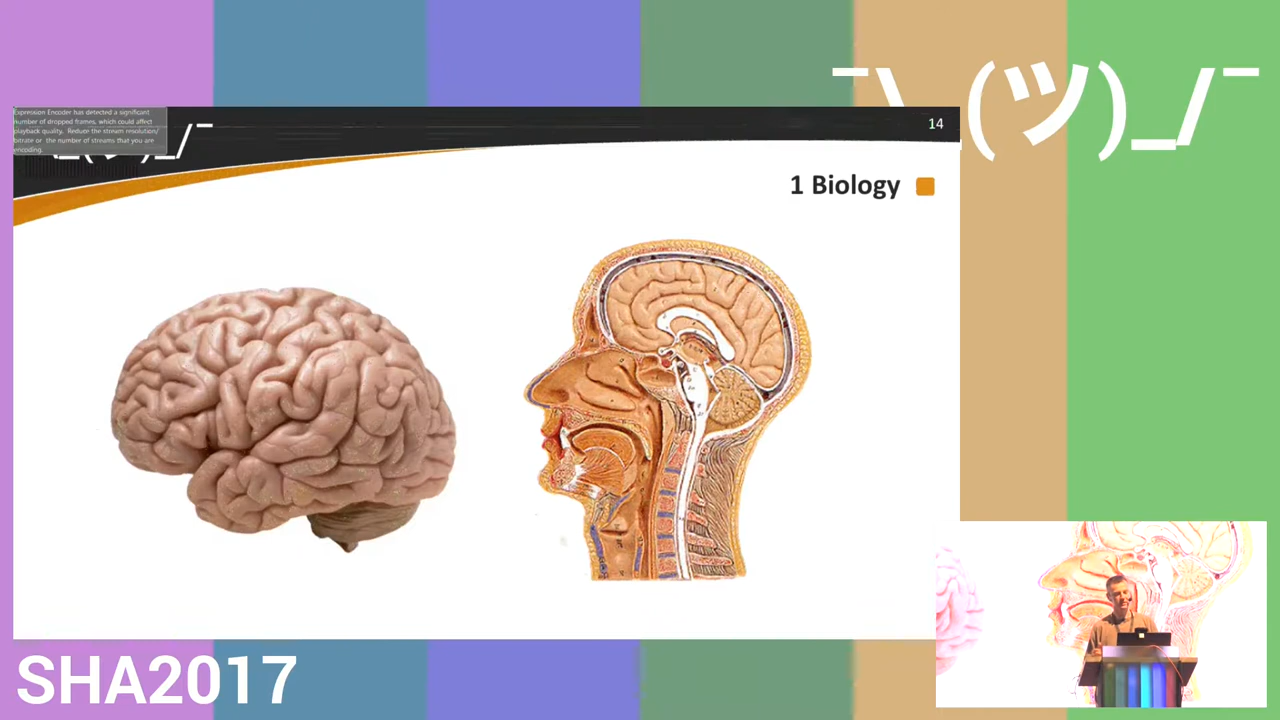 ¯\_(ツ)_/¯
Expression Encoder has detected a significant
number of dropped frames, which could affect
playback quality. Reduce the stream resolution/
bitrate or the number of streams that you are
encoding.
14
1 Biology
SHA2017